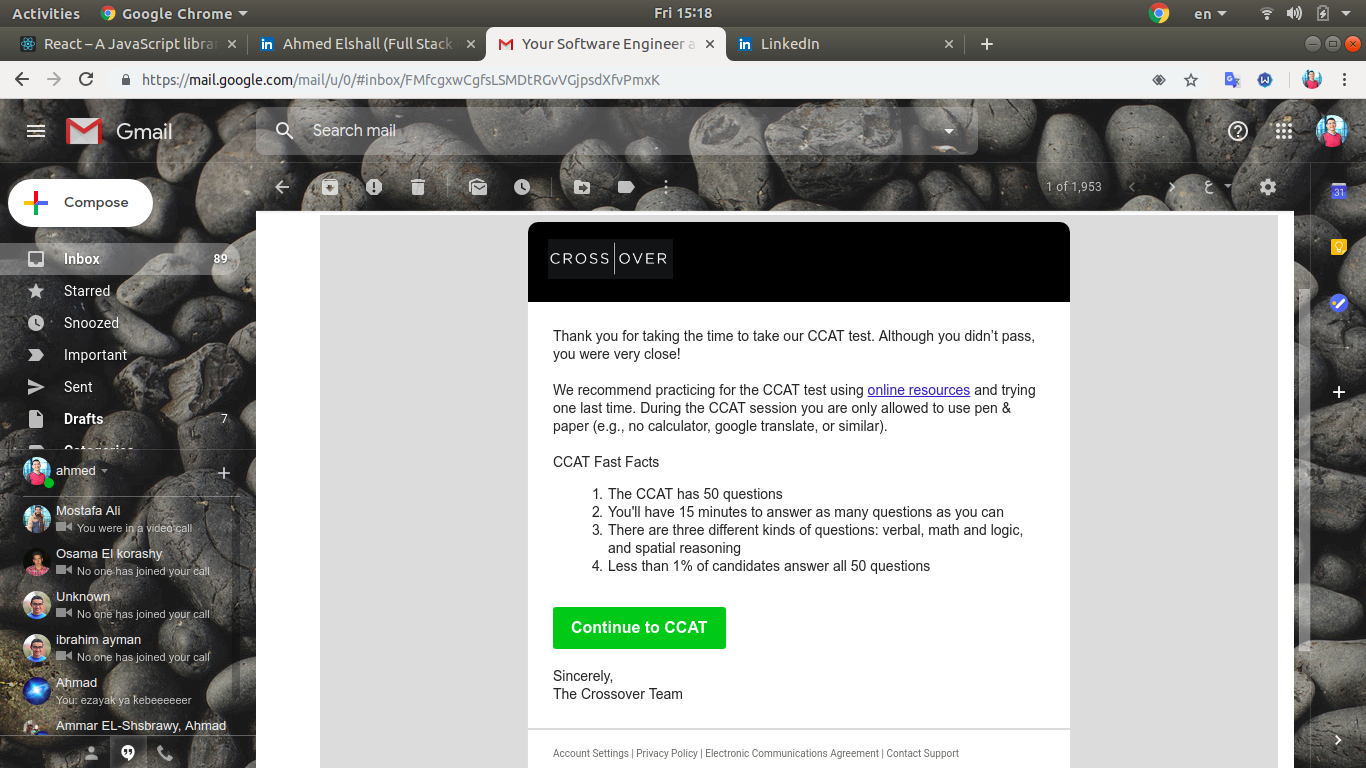 Activities
Google Chrome
Fri 15:18
en
React – A JavaScript libra
Ahmed Elshall (Full Stack
Your Software Engineer a
LinkedIn
https://mail.google.com/mail/u/0/#inbox/FMfcgxwCgfsLSMDtRGvVGjpsdXfvPmxK
Gmail
Search mail
Compose
1 of 1,953
ع
31
Inbox 89
Starred
Snoozed
Important
Sent
Drafts 7
Categories
ahmed
Mostafa Ali
You were in a video call
Osama El korashy
No one has joined your call
Unknown
No one has joined your call
ibrahim ayman
No one has joined your call
Ahmad
You: ezayak ya kebeeeeeer
Ammar EL-Shsbrawy, Ahmad
CROSS OVER
Thank you for taking the time to take our CCAT test. Although you didn’t pass,
you were very close!
We recommend practicing for the CCAT test using online resources and trying
one last time. During the CCAT session you are only allowed to use pen &
paper (e.g., no calculator, google translate, or similar).
CCAT Fast Facts
1. The CCAT has 50 questions
2. You'll have 15 minutes to answer as many questions as you can
3. There are three different kinds of questions: verbal, math and logic,
and spatial reasoning
4. Less than 1% of candidates answer all 50 questions
Continue to CCAT
Sincerely,
The Crossover Team
Account Settings | Privacy Policy | Electronic Communications Agreement | Contact Support